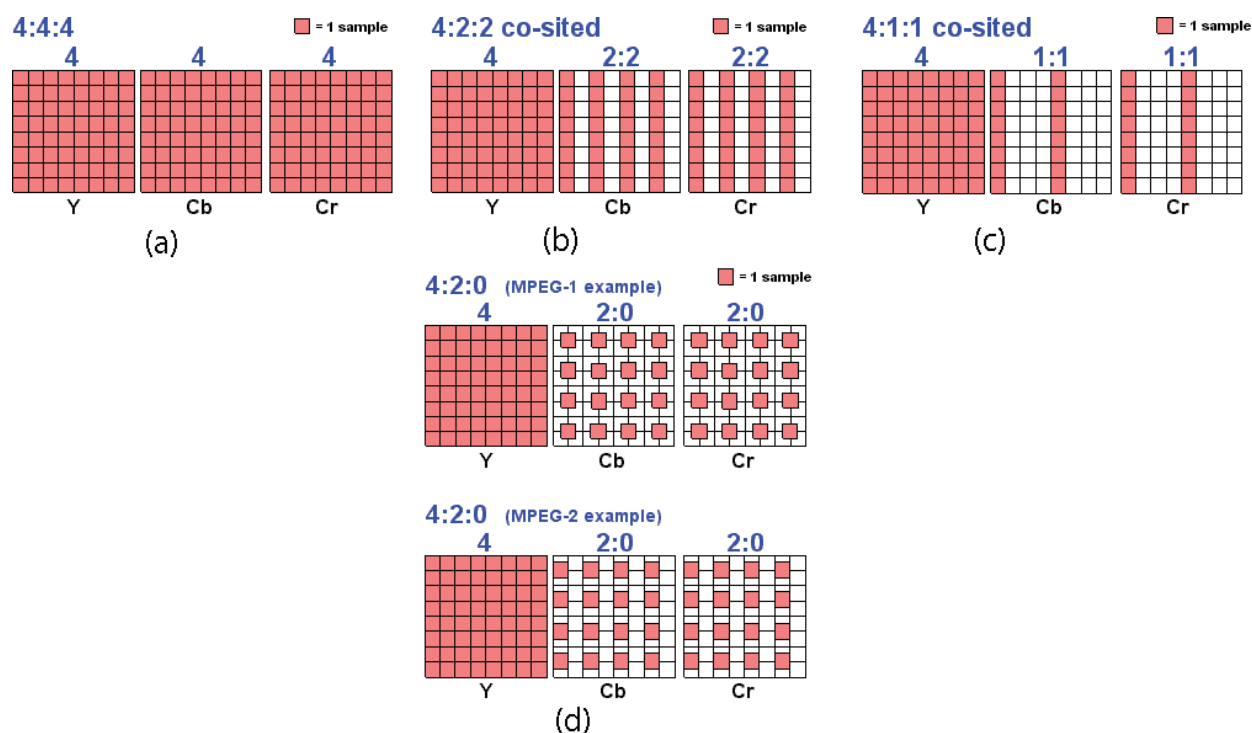 4:4:4 = 1 sample
4 4 4
Y Cb Cr
(a)
4:2:2 co-sited = 1 sample
4 2:2 2:2
Y Cb Cr
(b)
4:1:1 co-sited = 1 sample
4 1:1 1:1
Y Cb Cr
(c)
4:2:0 (MPEG-1 example) = 1 sample
4 2:0 2:0
Y Cb Cr
4:2:0 (MPEG-2 example)
4 2:0 2:0
Y Cb Cr
(d)